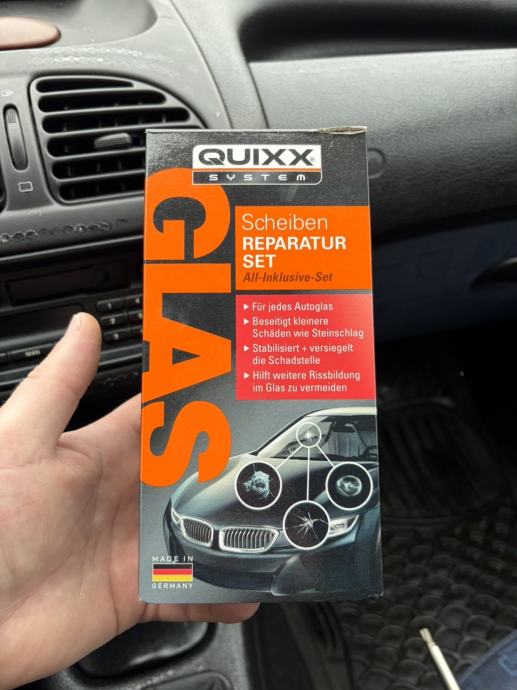 QUIXX®
SYSTEM
GLAS
Scheiben
REPARATUR
SET
All-Inklusive-Set
▶ Für jedes Autoglas
▶ Beseitigt kleinere
Schäden wie Steinschlag
▶ Stabilisiert + versiegelt
die Schadstelle
▶ Hilft weitere Rissbildung
im Glas zu vermeiden
MADE IN
GERMANY
MAN